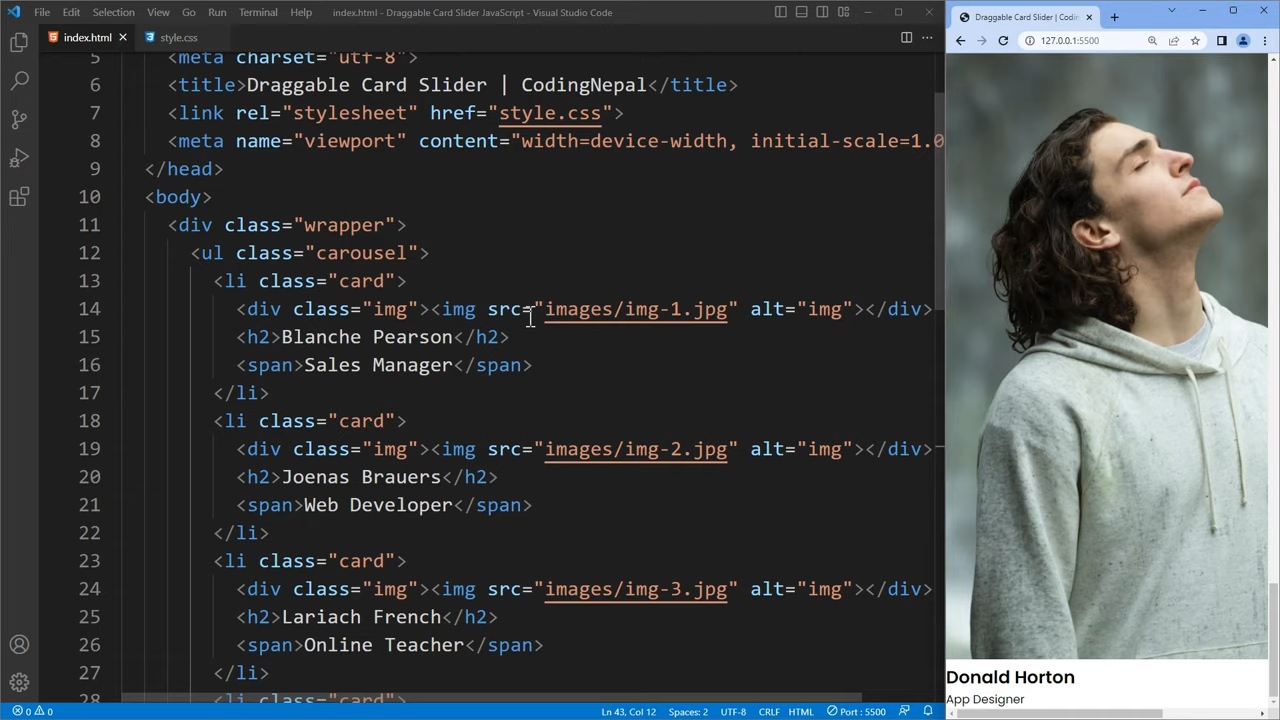 File Edit Selection View Go Run Terminal Help
index.html - Draggable Card Slider JavaScript - Visual Studio Code
index.html
style.css
5 <meta charset="utf-8">
6 <title>Draggable Card Slider | CodingNepal</title>
7 <link rel="stylesheet" href="style.css">
8 <meta name="viewport" content="width=device-width, initial-scale=1.0
9 </head>
10 <body>
11 <div class="wrapper">
12 <ul class="carousel">
13 <li class="card">
14 <div class="img"><img src="images/img-1.jpg" alt="img"></div>
15 <h2>Blanche Pearson</h2>
16 <span>Sales Manager</span>
17 </li>
18 <li class="card">
19 <div class="img"><img src="images/img-2.jpg" alt="img"></div>
20 <h2>Joenas Brauers</h2>
21 <span>Web Developer</span>
22 </li>
23 <li class="card">
24 <div class="img"><img src="images/img-3.jpg" alt="img"></div>
25 <h2>Lariach French</h2>
26 <span>Online Teacher</span>
27 </li>
28 <li class="card">
0 0
Ln 43, Col 12 Spaces: 2 UTF-8 CRLF HTML Port : 5500
Draggable Card Slider | Codin
127.0.0.1:5500
Donald Horton
App Designer